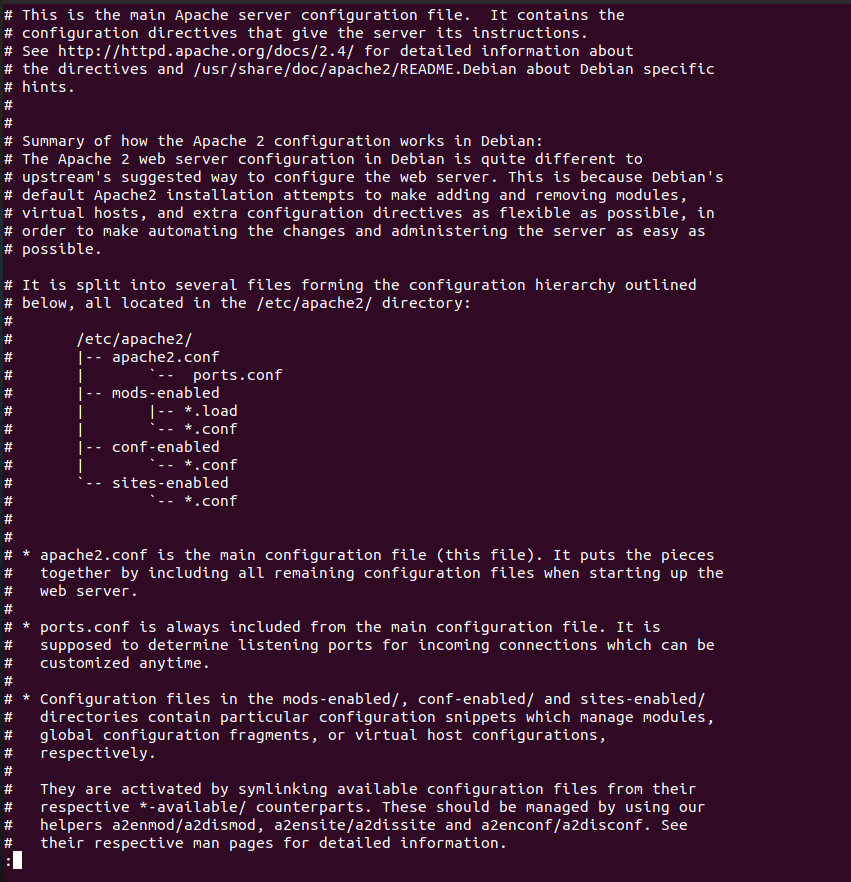 # This is the main Apache server configuration file.  It contains the
# configuration directives that give the server its instructions.
# See http://httpd.apache.org/docs/2.4/ for detailed information about
# the directives and /usr/share/doc/apache2/README.Debian about Debian specific
# hints.
#
#
# Summary of how the Apache 2 configuration works in Debian:
# The Apache 2 web server configuration in Debian is quite different to
# upstream's suggested way to configure the web server. This is because Debian's
# default Apache2 installation attempts to make adding and removing modules,
# virtual hosts, and extra configuration directives as flexible as possible, in
# order to make automating the changes and administering the server as easy as
# possible.

# It is split into several files forming the configuration hierarchy outlined
# below, all located in the /etc/apache2/ directory:
#
#       /etc/apache2/
#       |-- apache2.conf
#       |       `--  ports.conf
#       |-- mods-enabled
#       |       |-- *.load
#       |       `-- *.conf
#       |-- conf-enabled
#       |       `-- *.conf
#       `-- sites-enabled
#               `-- *.conf
#
#
# * apache2.conf is the main configuration file (this file). It puts the pieces
#   together by including all remaining configuration files when starting up the
#   web server.
#
# * ports.conf is always included from the main configuration file. It is
#   supposed to determine listening ports for incoming connections which can be
#   customized anytime.
#
# * Configuration files in the mods-enabled/, conf-enabled/ and sites-enabled/
#   directories contain particular configuration snippets which manage modules,
#   global configuration fragments, or virtual host configurations,
#   respectively.
#
#   They are activated by symlinking available configuration files from their
#   respective *-available/ counterparts. These should be managed by using our
#   helpers a2enmod/a2dismod, a2ensite/a2dissite and a2enconf/a2disconf. See
#   their respective man pages for detailed information.
: